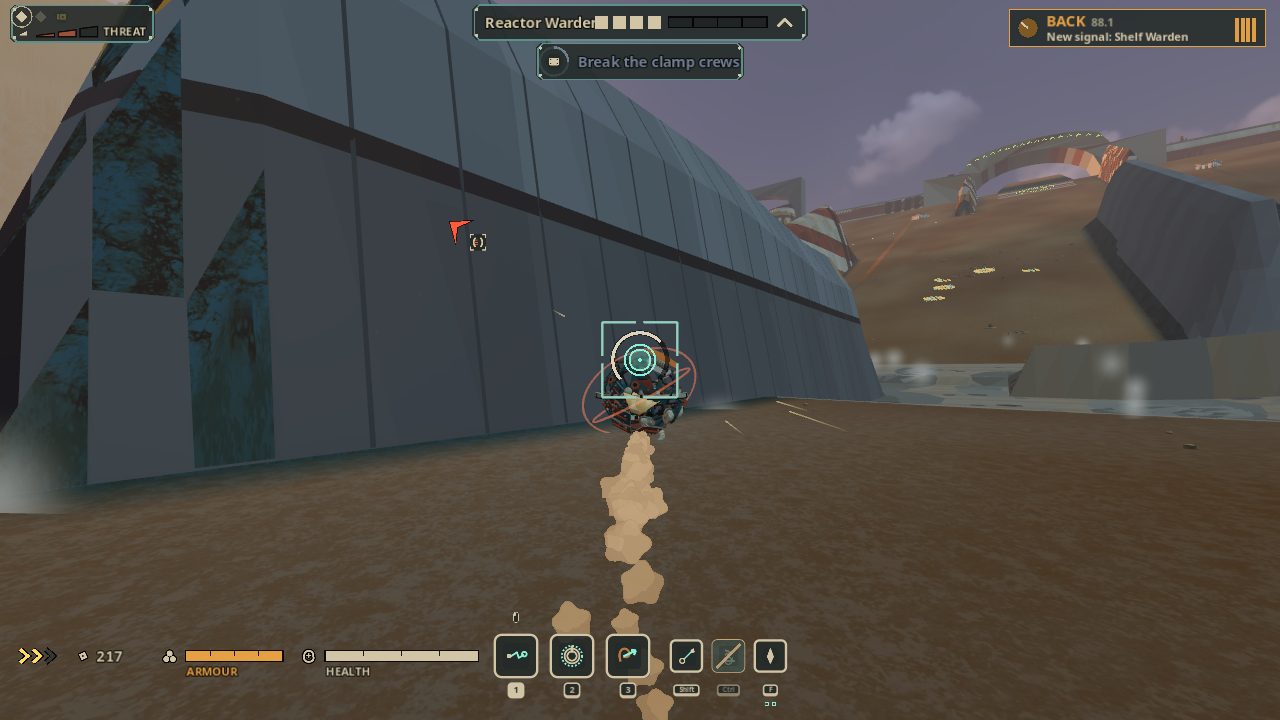 THREAT
Reactor Warden
Break the clamp crews
BACK 88.1
New signal: Shelf Warden
217
ARMOUR
HEALTH
1
2
3
Shift
Ctrl
F